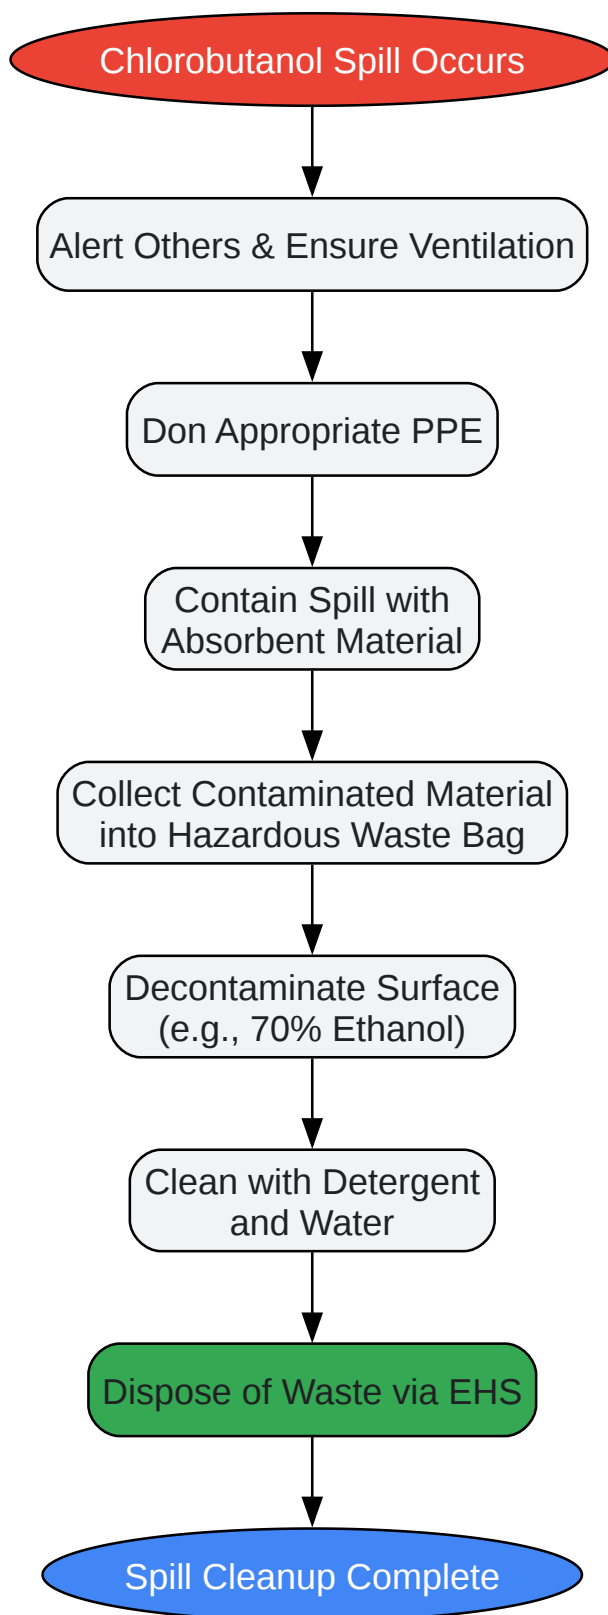 Chlorobutanol Spill Occurs
Alert Others & Ensure Ventilation
Don Appropriate PPE
Contain Spill with
Absorbent Material
Collect Contaminated Material
into Hazardous Waste Bag
Decontaminate Surface
(e.g., 70% Ethanol)
Clean with Detergent
and Water
Dispose of Waste via EHS
Spill Cleanup Complete